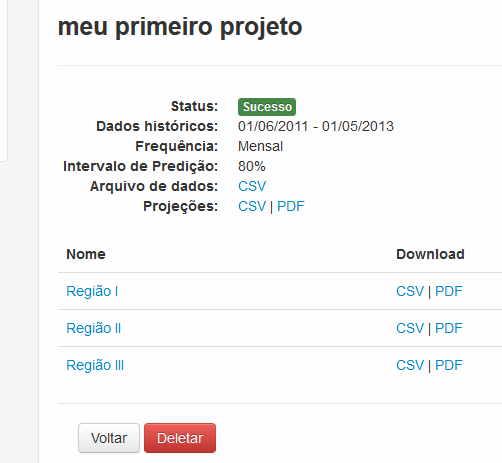 meu primeiro projeto
Status: Sucesso
Dados históricos: 01/06/2011 - 01/05/2013
Frequência: Mensal
Intervalo de Predição: 80%
Arquivo de dados: CSV
Projeções: CSV | PDF
Nome Download
Região I CSV | PDF
Região II CSV | PDF
Região III CSV | PDF
Voltar Deletar